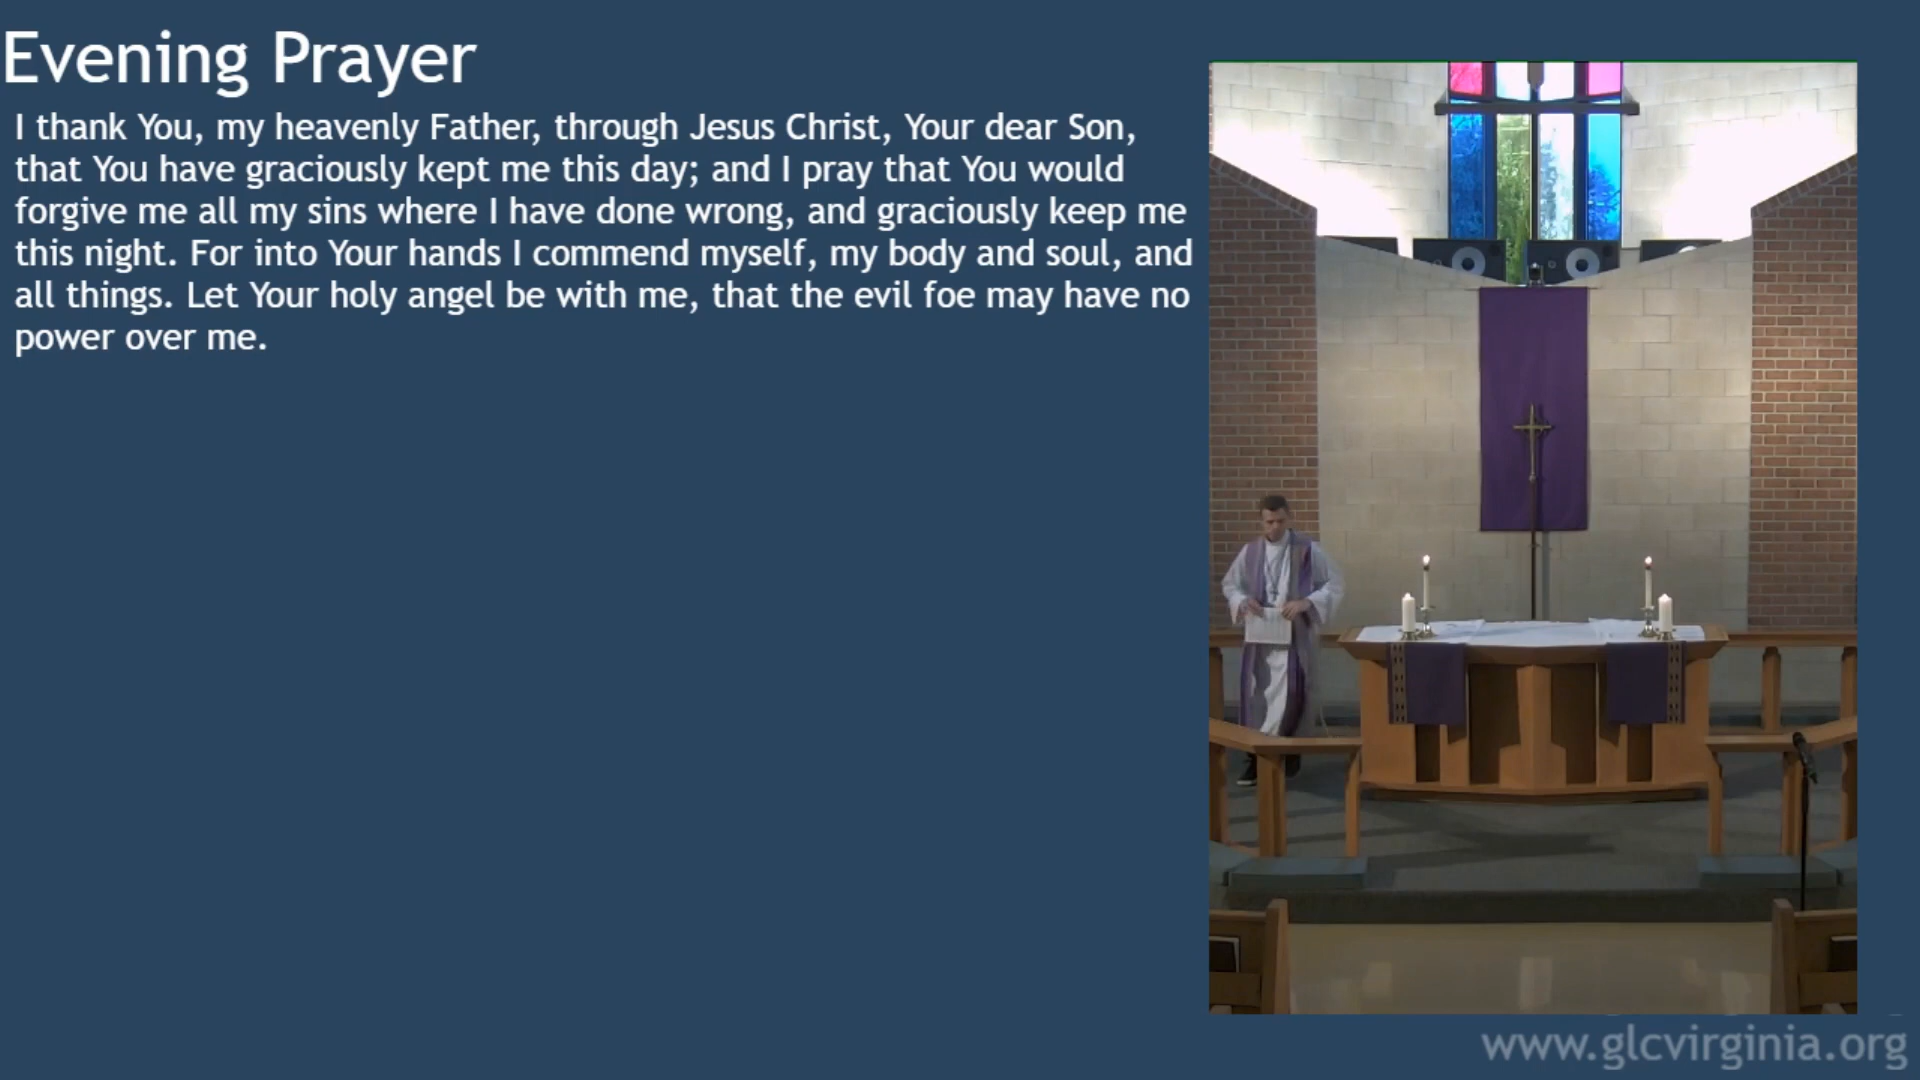 Evening Prayer
I thank You, my heavenly Father, through Jesus Christ, Your dear Son,
that You have graciously kept me this day; and I pray that You would
forgive me all my sins where I have done wrong, and graciously keep me
this night. For into Your hands I commend myself, my body and soul, and
all things. Let Your holy angel be with me, that the evil foe may have no
power over me.
www.glcvirginia.org